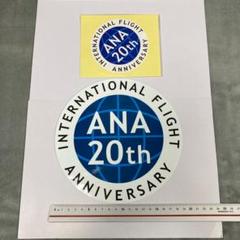 INTERNATIONAL FLIGHT
ANA
20th
ANNIVERSARY
INTERNATIONAL FLIGHT
ANA
20th
ANNIVERSARY